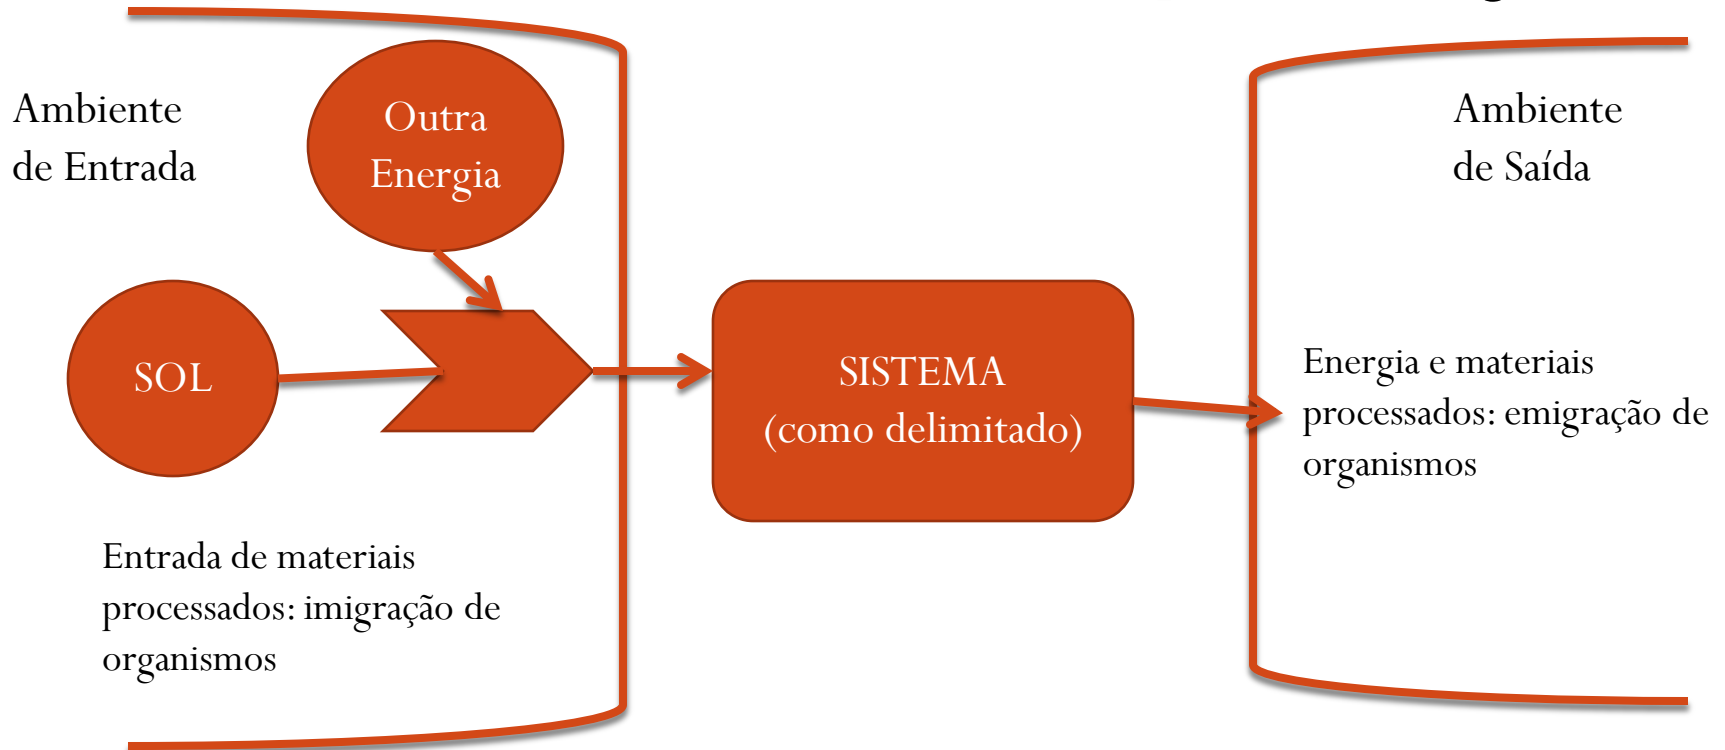 Ambiente
de Entrada
Outra
Energia
SOL
Entrada de materiais
processados: imigração de
organismos
SISTEMA
(como delimitado)
Ambiente
de Saída
Energia e materiais
processados: emigração de
organismos